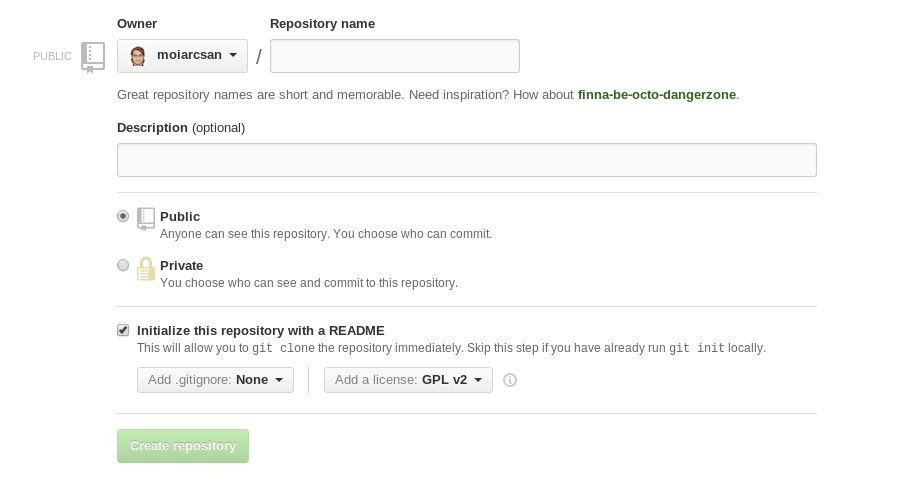 Owner
Repository name
PUBLIC
moiarcsan
/
Great repository names are short and memorable. Need inspiration? How about finna-be-octo-dangerzone.
Description (optional)
Public
Anyone can see this repository. You choose who can commit.
Private
You choose who can see and commit to this repository.
Initialize this repository with a README
This will allow you to git clone the repository immediately. Skip this step if you have already run git init locally.
Add .gitignore: None
Add a license: GPL v2
Create repository